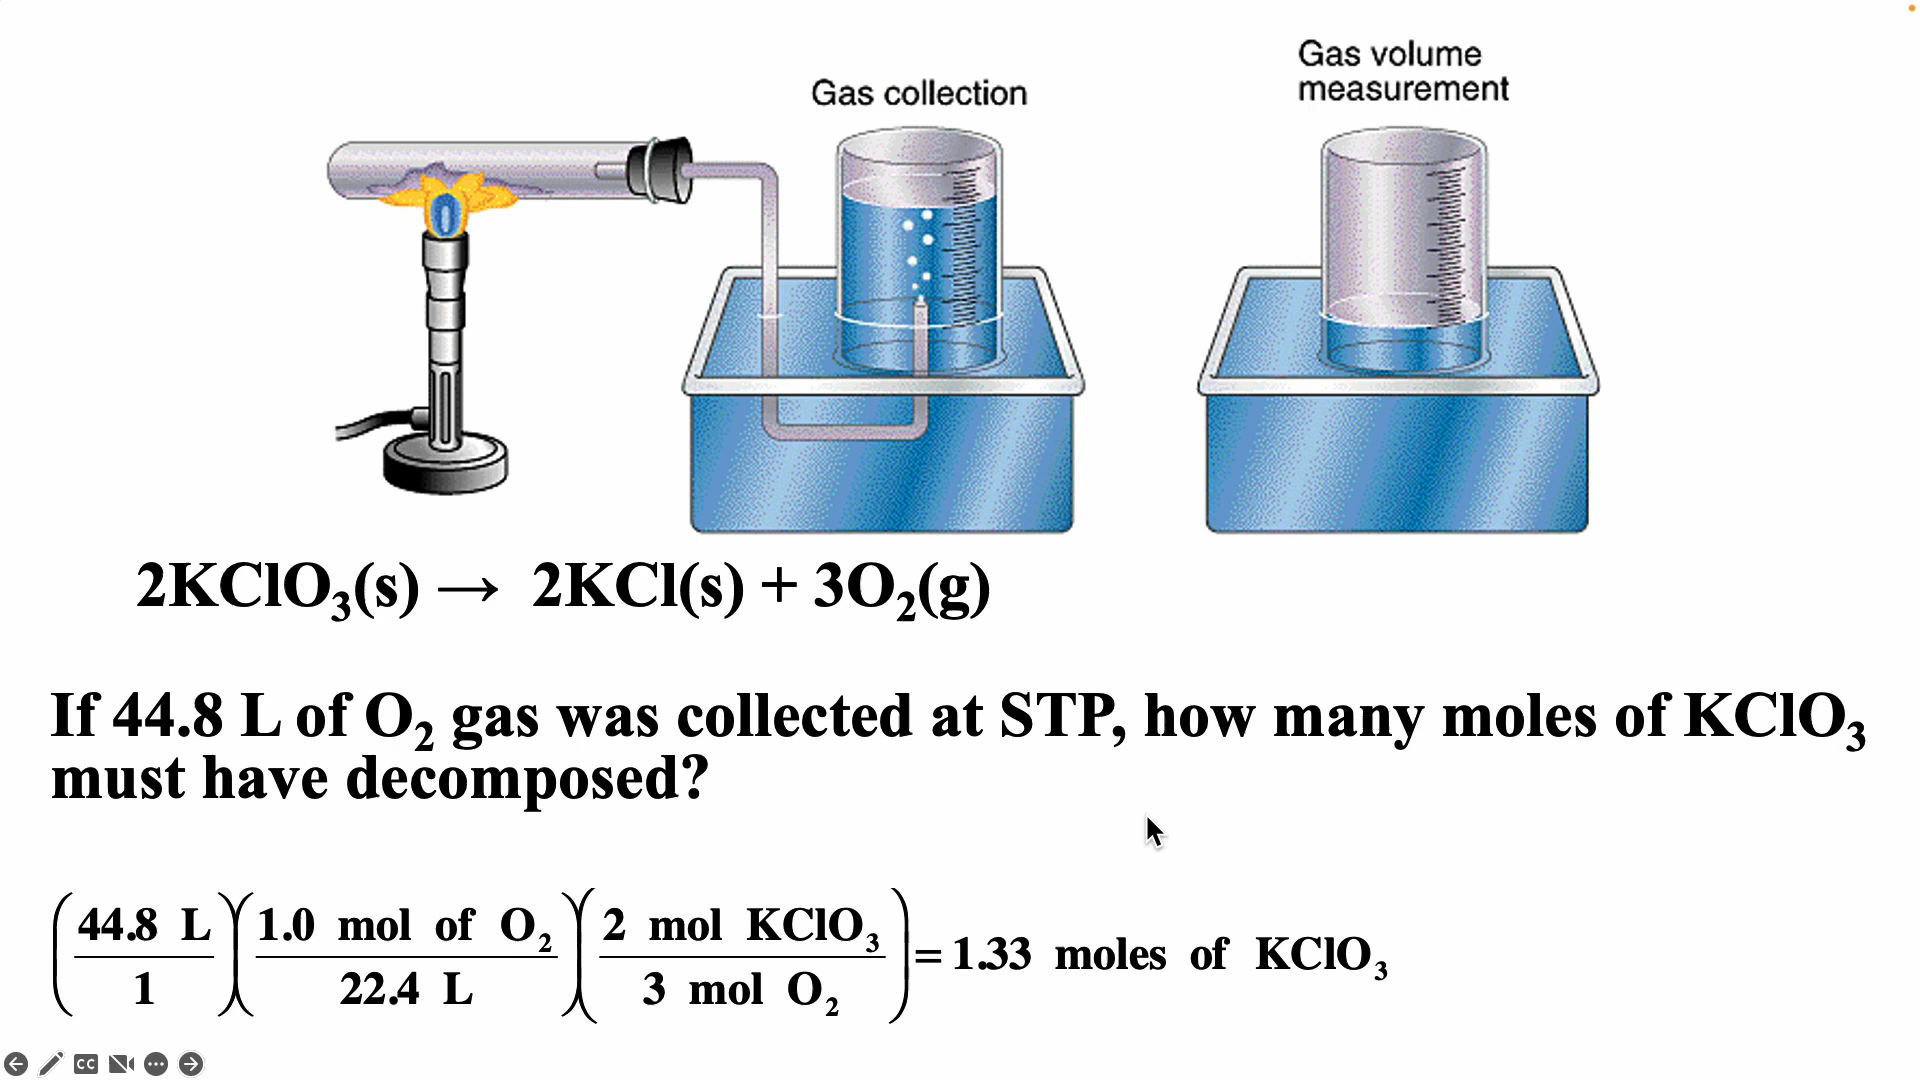 Gas collection
Gas volume
measurement
2KClO₃(s) → 2KCl(s) + 3O₂(g)
If 44.8 L of O₂ gas was collected at STP, how many moles of KClO₃
must have decomposed?
(44.8 L / 1)(1.0 mol of O₂ / 22.4 L)(2 mol KClO₃ / 3 mol O₂) = 1.33 moles of KClO₃
CC